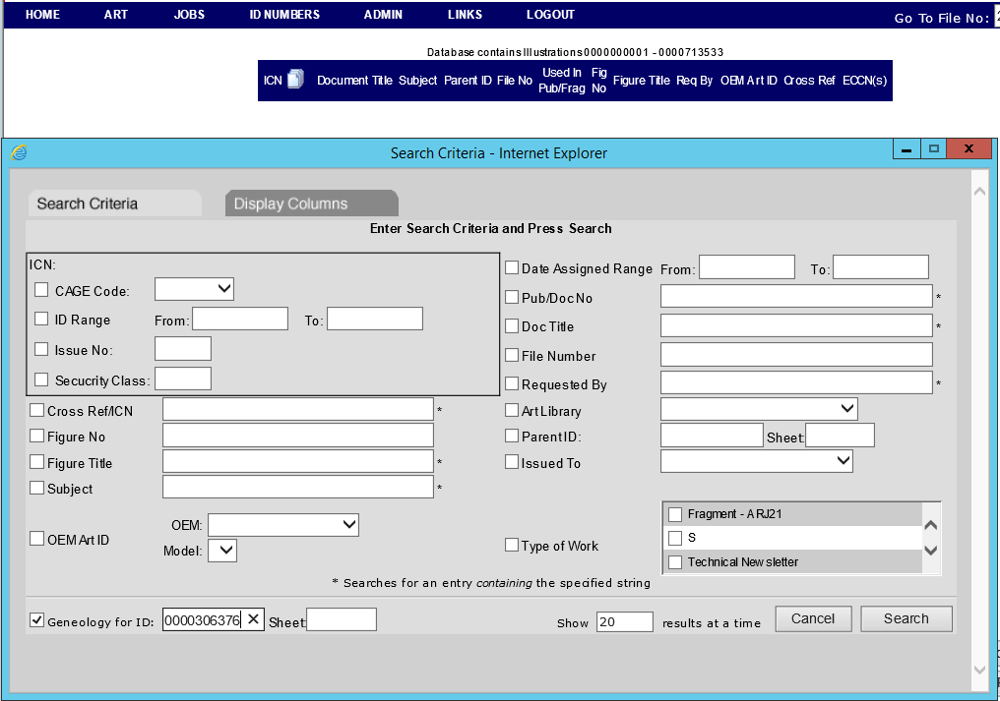 HOME ART JOBS ID NUMBERS ADMIN LINKS LOGOUT Go To File No:
Database contains Illustrations 0000000001 - 0000713533
ICN Document Title Subject Parent ID File No Used In Pub/Frag Fig No Figure Title Req By OEM Art ID Cross Ref ECCN(s)
Search Criteria - Internet Explorer
Search Criteria Display Columns
Enter Search Criteria and Press Search
ICN:
CAGE Code:
ID Range From: To:
Issue No:
Secucrity Class:
Cross Ref/ICN *
Figure No
Figure Title *
Subject *
OEM Art ID OEM:
Model:
Date Assigned Range From: To:
Pub/Doc No *
Doc Title *
File Number
Requested By *
Art Library
Parent ID: Sheet:
Issued To
Type of Work
Fragment - ARJ21
S
Technical Newsletter
* Searches for an entry containing the specified string
Geneology for ID: 0000306376 Sheet: Show 20 results at a time Cancel Search